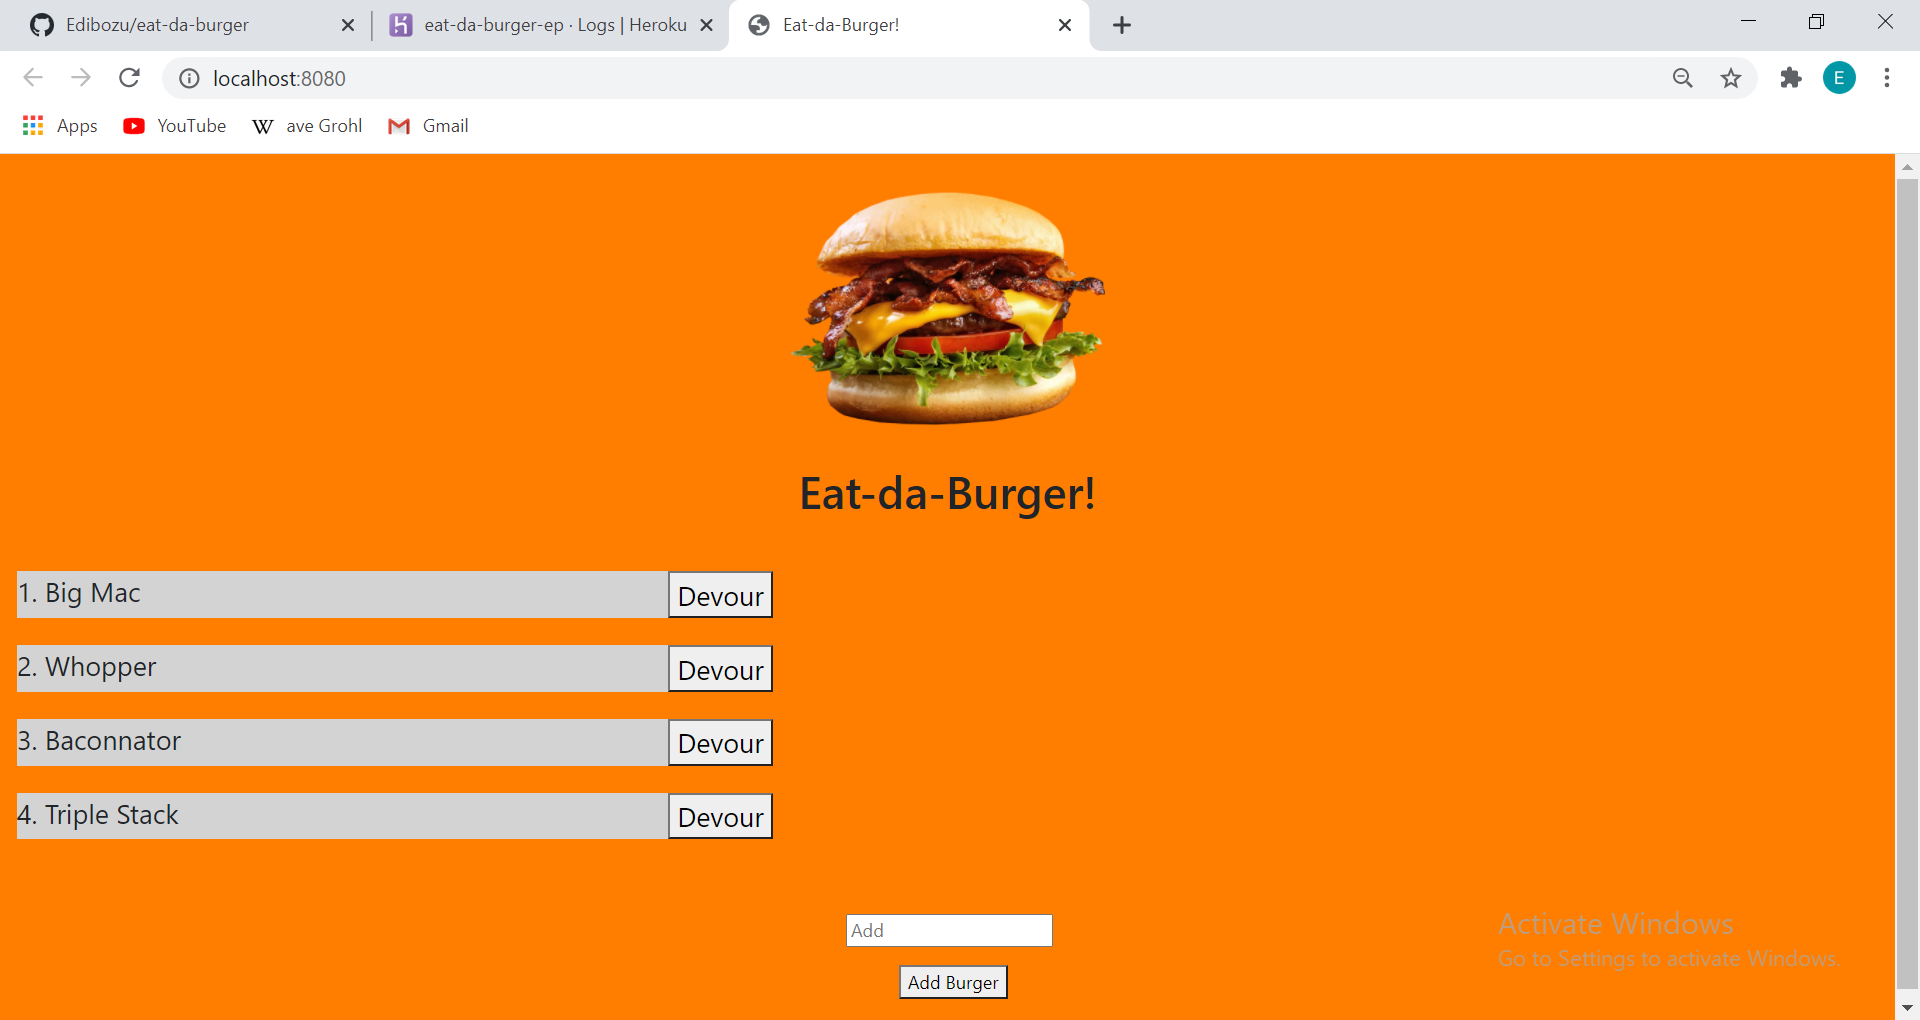 Edibozu/eat-da-burger
eat-da-burger-ep · Logs | Heroku
Eat-da-Burger!
localhost:8080
E
Apps
YouTube
W ave Grohl
Gmail
Eat-da-Burger!
1. Big Mac
Devour
2. Whopper
Devour
3. Baconnator
Devour
4. Triple Stack
Devour
Add
Add Burger
Activate Windows
Go to Settings to activate Windows.